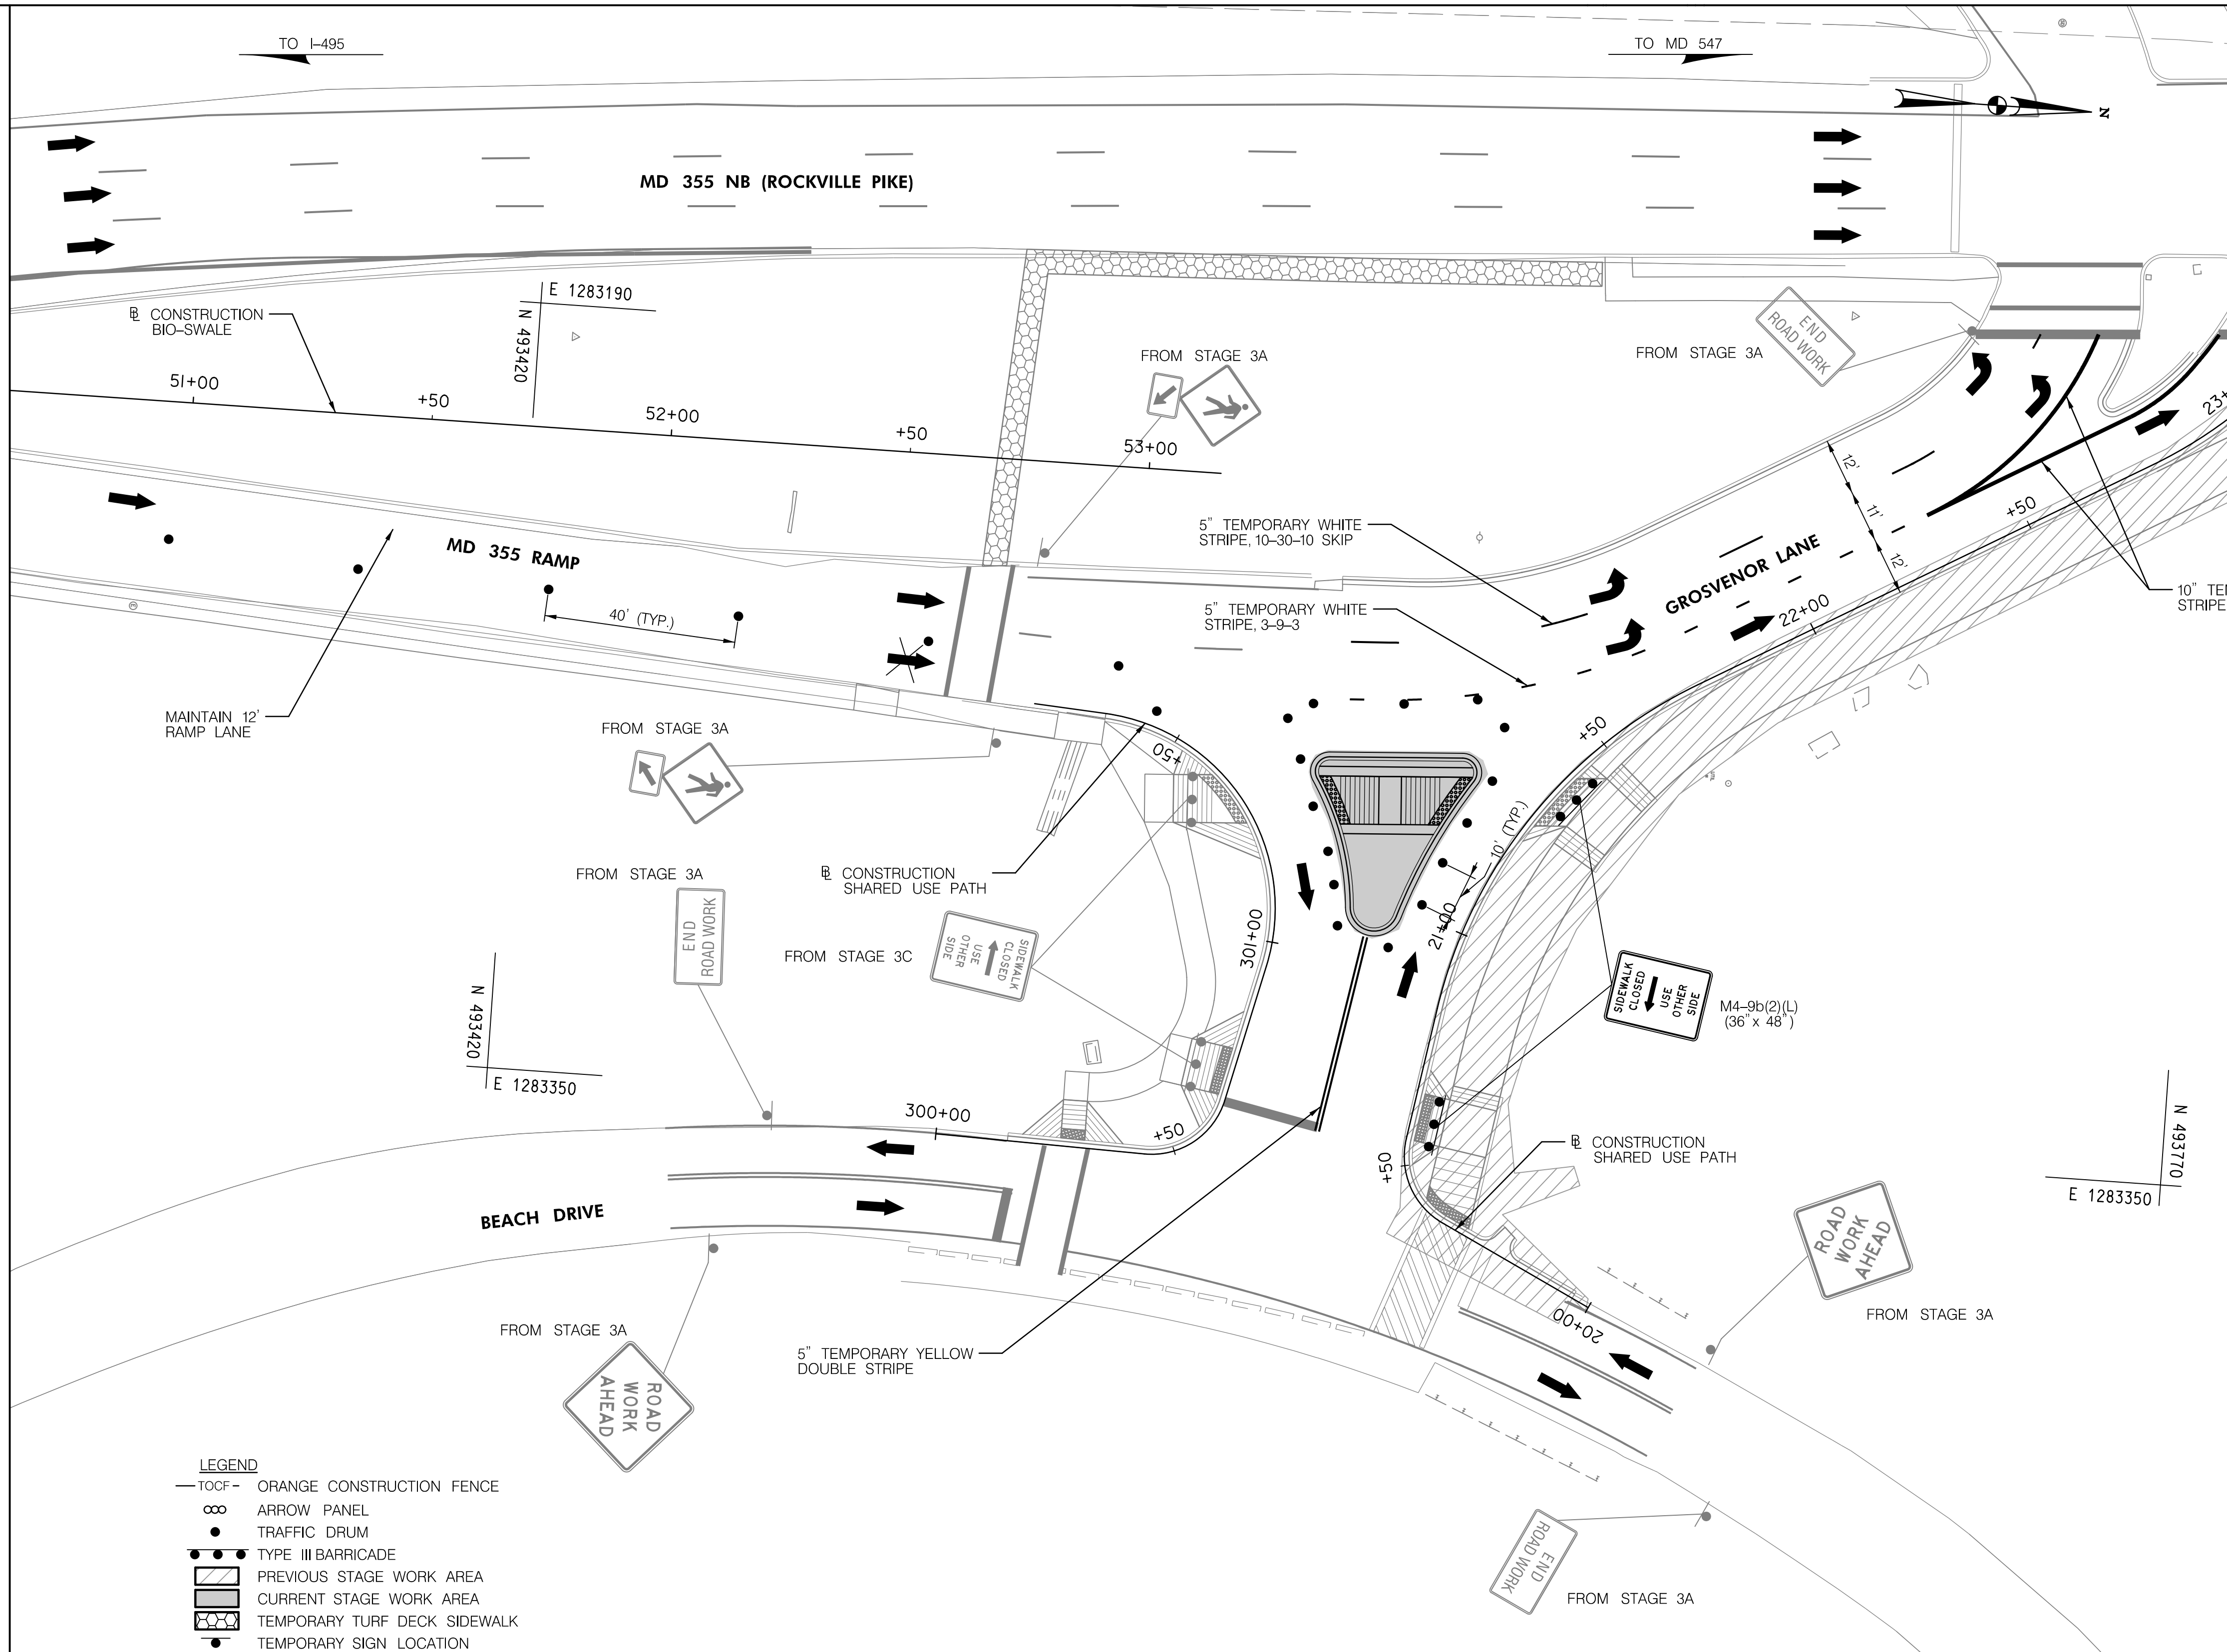 TO I-495
TO MD 547
N
MD 355 NB (ROCKVILLE PIKE)
E 1283190
N 493420
℄ CONSTRUCTION
BIO-SWALE
51+00
+50
52+00
+50
53+00
FROM STAGE 3A
FROM STAGE 3A
END
ROAD WORK
23+
12'
11'
12'
+50
5" TEMPORARY WHITE
STRIPE, 10-30-10 SKIP
GROSVENOR LANE
MD 355 RAMP
5" TEMPORARY WHITE
STRIPE, 3-9-3
22+00
10" TE
STRIPE
40' (TYP.)
MAINTAIN 12'
RAMP LANE
FROM STAGE 3A
+50
+50
10' (TYP.)
FROM STAGE 3A
END
ROAD WORK
℄ CONSTRUCTION
SHARED USE PATH
301+00
21+00
FROM STAGE 3C
SIDEWALK
CLOSED
USE
OTHER
SIDE
SIDEWALK
CLOSED
USE
OTHER
SIDE
M4-9b(2)(L)
(36" x 48")
N 493420
E 1283350
300+00
+50
+50
℄ CONSTRUCTION
SHARED USE PATH
N 493770
E 1283350
BEACH DRIVE
ROAD
WORK
AHEAD
FROM STAGE 3A
20+00
FROM STAGE 3A
ROAD
WORK
AHEAD
5" TEMPORARY YELLOW
DOUBLE STRIPE
END
ROAD WORK
FROM STAGE 3A
LEGEND
TOCF ORANGE CONSTRUCTION FENCE
ARROW PANEL
TRAFFIC DRUM
TYPE III BARRICADE
PREVIOUS STAGE WORK AREA
CURRENT STAGE WORK AREA
TEMPORARY TURF DECK SIDEWALK
TEMPORARY SIGN LOCATION